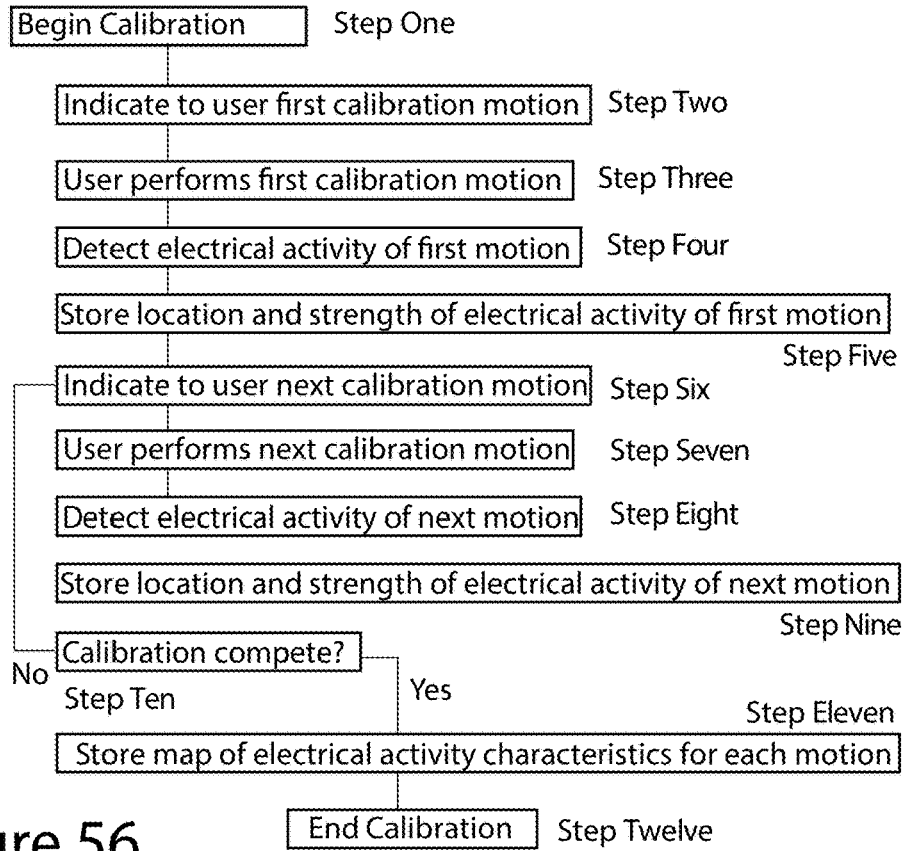 Begin Calibration Step One
Indicate to user first calibration motion Step Two
User performs first calibration motion Step Three
Detect electrical activity of first motion Step Four
Store location and strength of electrical activity of first motion
Step Five
Indicate to user next calibration motion Step Six
User performs next calibration motion Step Seven
Detect electrical activity of next motion Step Eight
Store location and strength of electrical activity of next motion
Step Nine
Calibration compete?
No
Step Ten
Yes
Step Eleven
Store map of electrical activity characteristics for each motion
End Calibration Step Twelve
ure 56